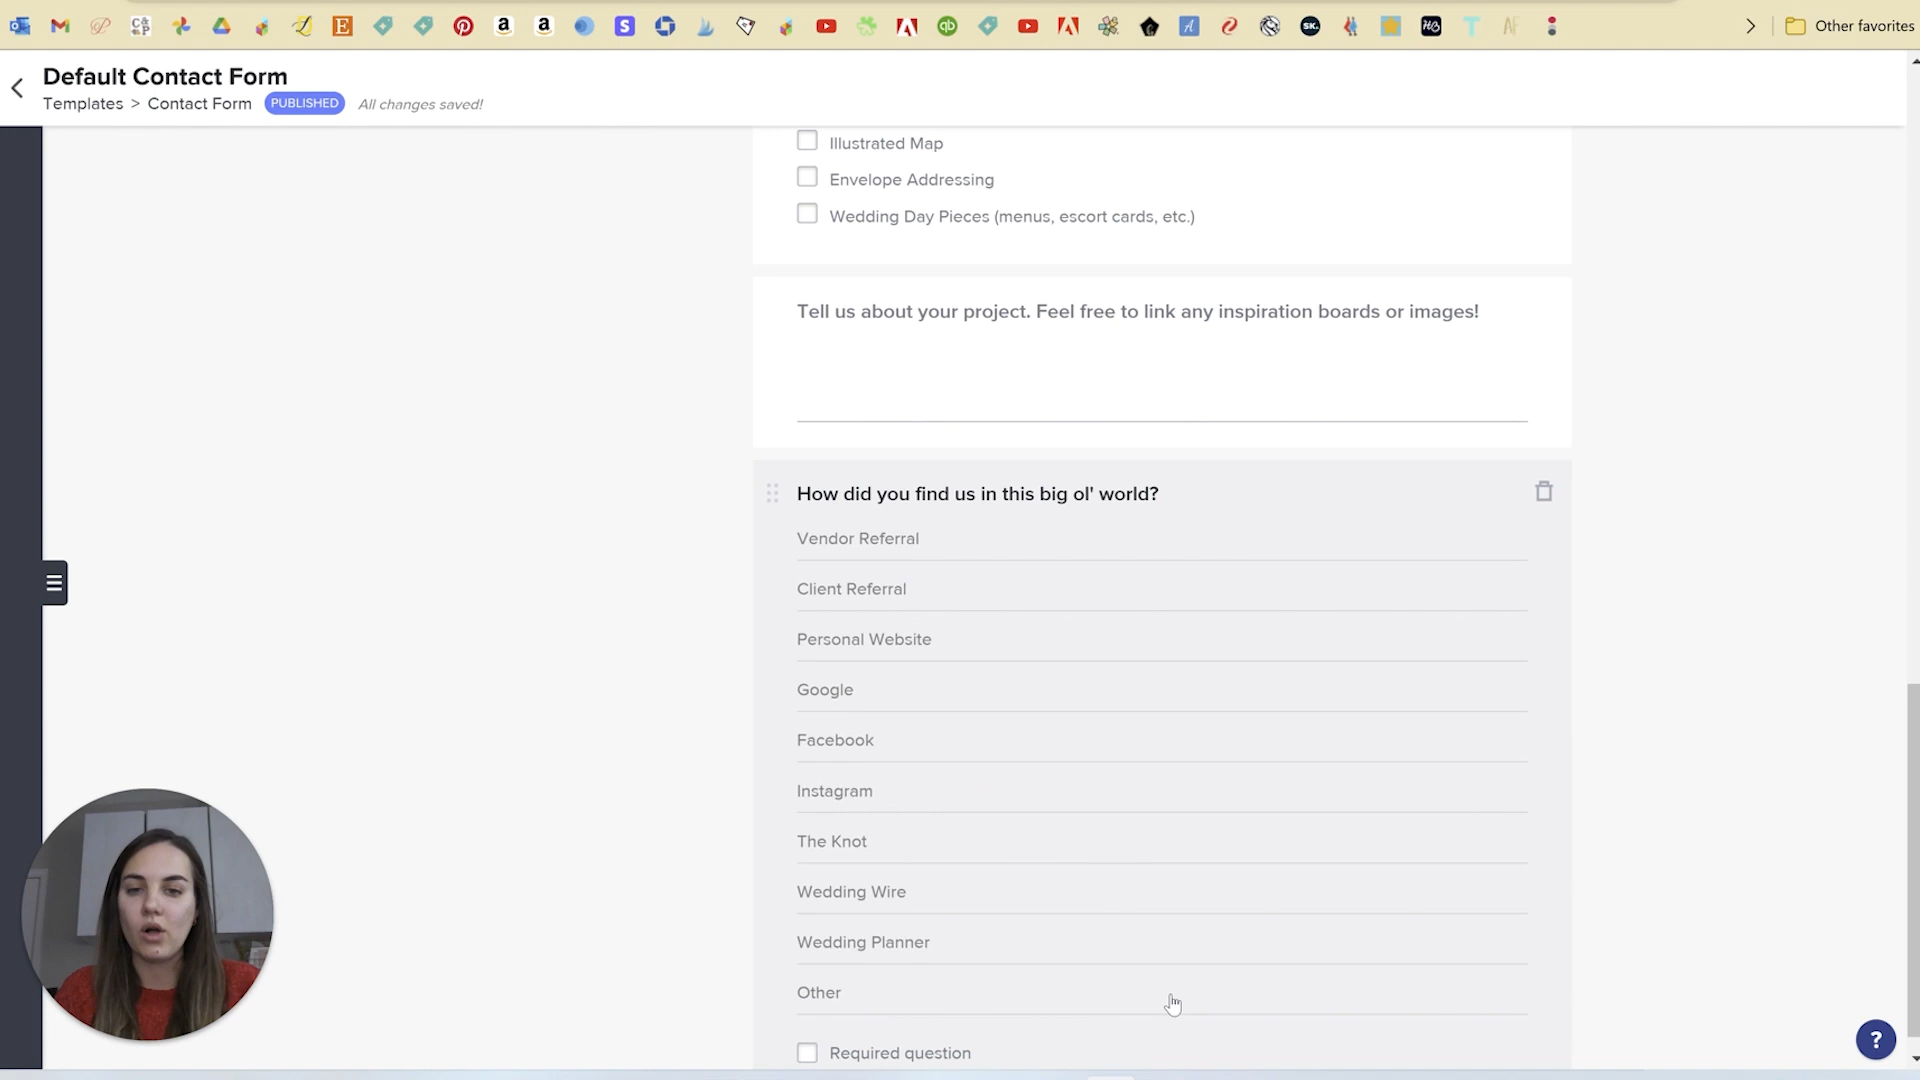 Other favorites
Default Contact Form
Templates > Contact Form PUBLISHED All changes saved!
Illustrated Map
Envelope Addressing
Wedding Day Pieces (menus, escort cards, etc.)
Tell us about your project. Feel free to link any inspiration boards or images!
How did you find us in this big ol' world?
Vendor Referral
Client Referral
Personal Website
Google
Facebook
Instagram
The Knot
Wedding Wire
Wedding Planner
Other
Required question
?